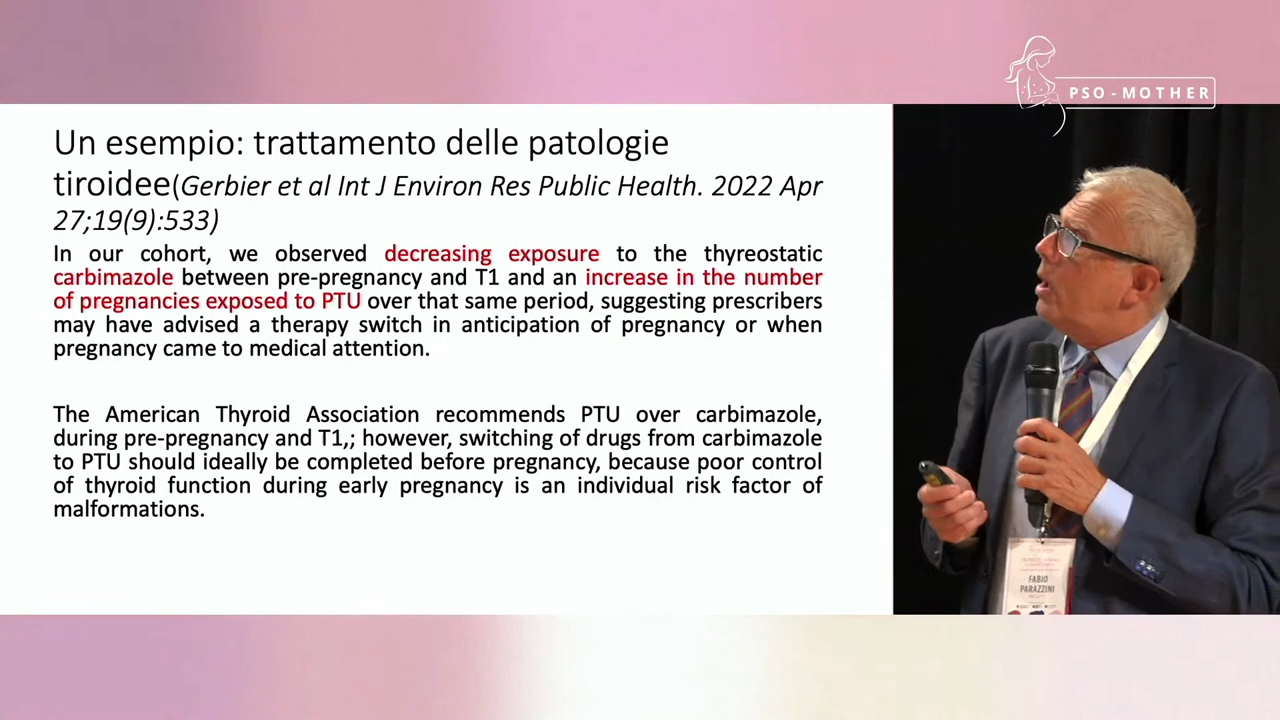 PSO-MOTHER
Un esempio: trattamento delle patologie
tiroidee(Gerbier et al Int J Environ Res Public Health. 2022 Apr
27;19(9):533)
In our cohort, we observed decreasing exposure to the thyreostatic
carbimazole between pre-pregnancy and T1 and an increase in the number
of pregnancies exposed to PTU over that same period, suggesting prescribers
may have advised a therapy switch in anticipation of pregnancy or when
pregnancy came to medical attention.
The American Thyroid Association recommends PTU over carbimazole,
during pre-pregnancy and T1,; however, switching of drugs from carbimazole
to PTU should ideally be completed before pregnancy, because poor control
of thyroid function during early pregnancy is an individual risk factor of
malformations.
FABIO
PARAZZINI